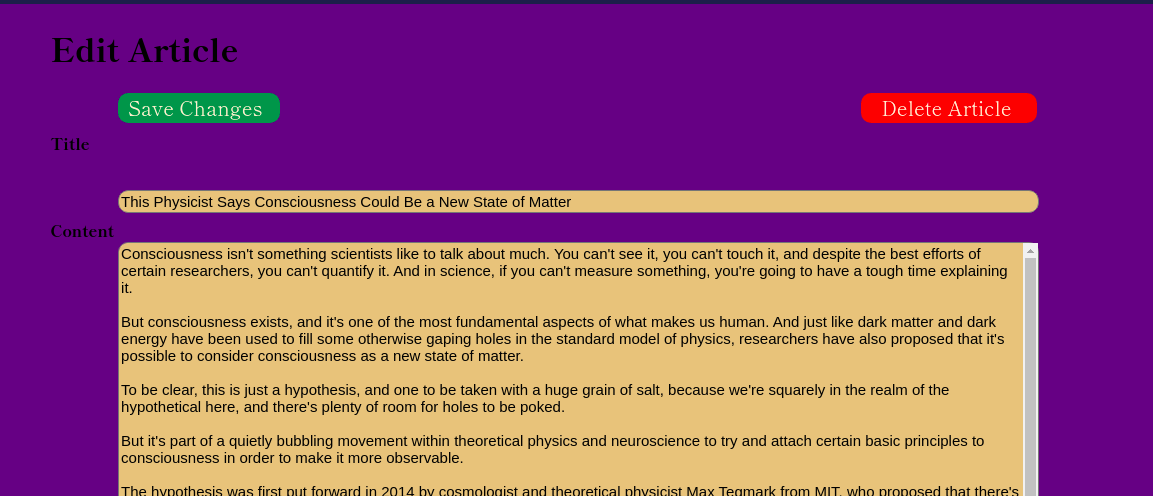 Edit Article
Save Changes
Delete Article
Title
This Physicist Says Consciousness Could Be a New State of Matter
Content
Consciousness isn't something scientists like to talk about much. You can't see it, you can't touch it, and despite the best efforts of
certain researchers, you can't quantify it. And in science, if you can't measure something, you're going to have a tough time explaining
it.
But consciousness exists, and it's one of the most fundamental aspects of what makes us human. And just like dark matter and dark
energy have been used to fill some otherwise gaping holes in the standard model of physics, researchers have also proposed that it's
possible to consider consciousness as a new state of matter.
To be clear, this is just a hypothesis, and one to be taken with a huge grain of salt, because we're squarely in the realm of the
hypothetical here, and there's plenty of room for holes to be poked.
But it's part of a quietly bubbling movement within theoretical physics and neuroscience to try and attach certain basic principles to
consciousness in order to make it more observable.
The hypothesis was first put forward in 2014 by cosmologist and theoretical physicist Max Tegmark from MIT, who proposed that there's